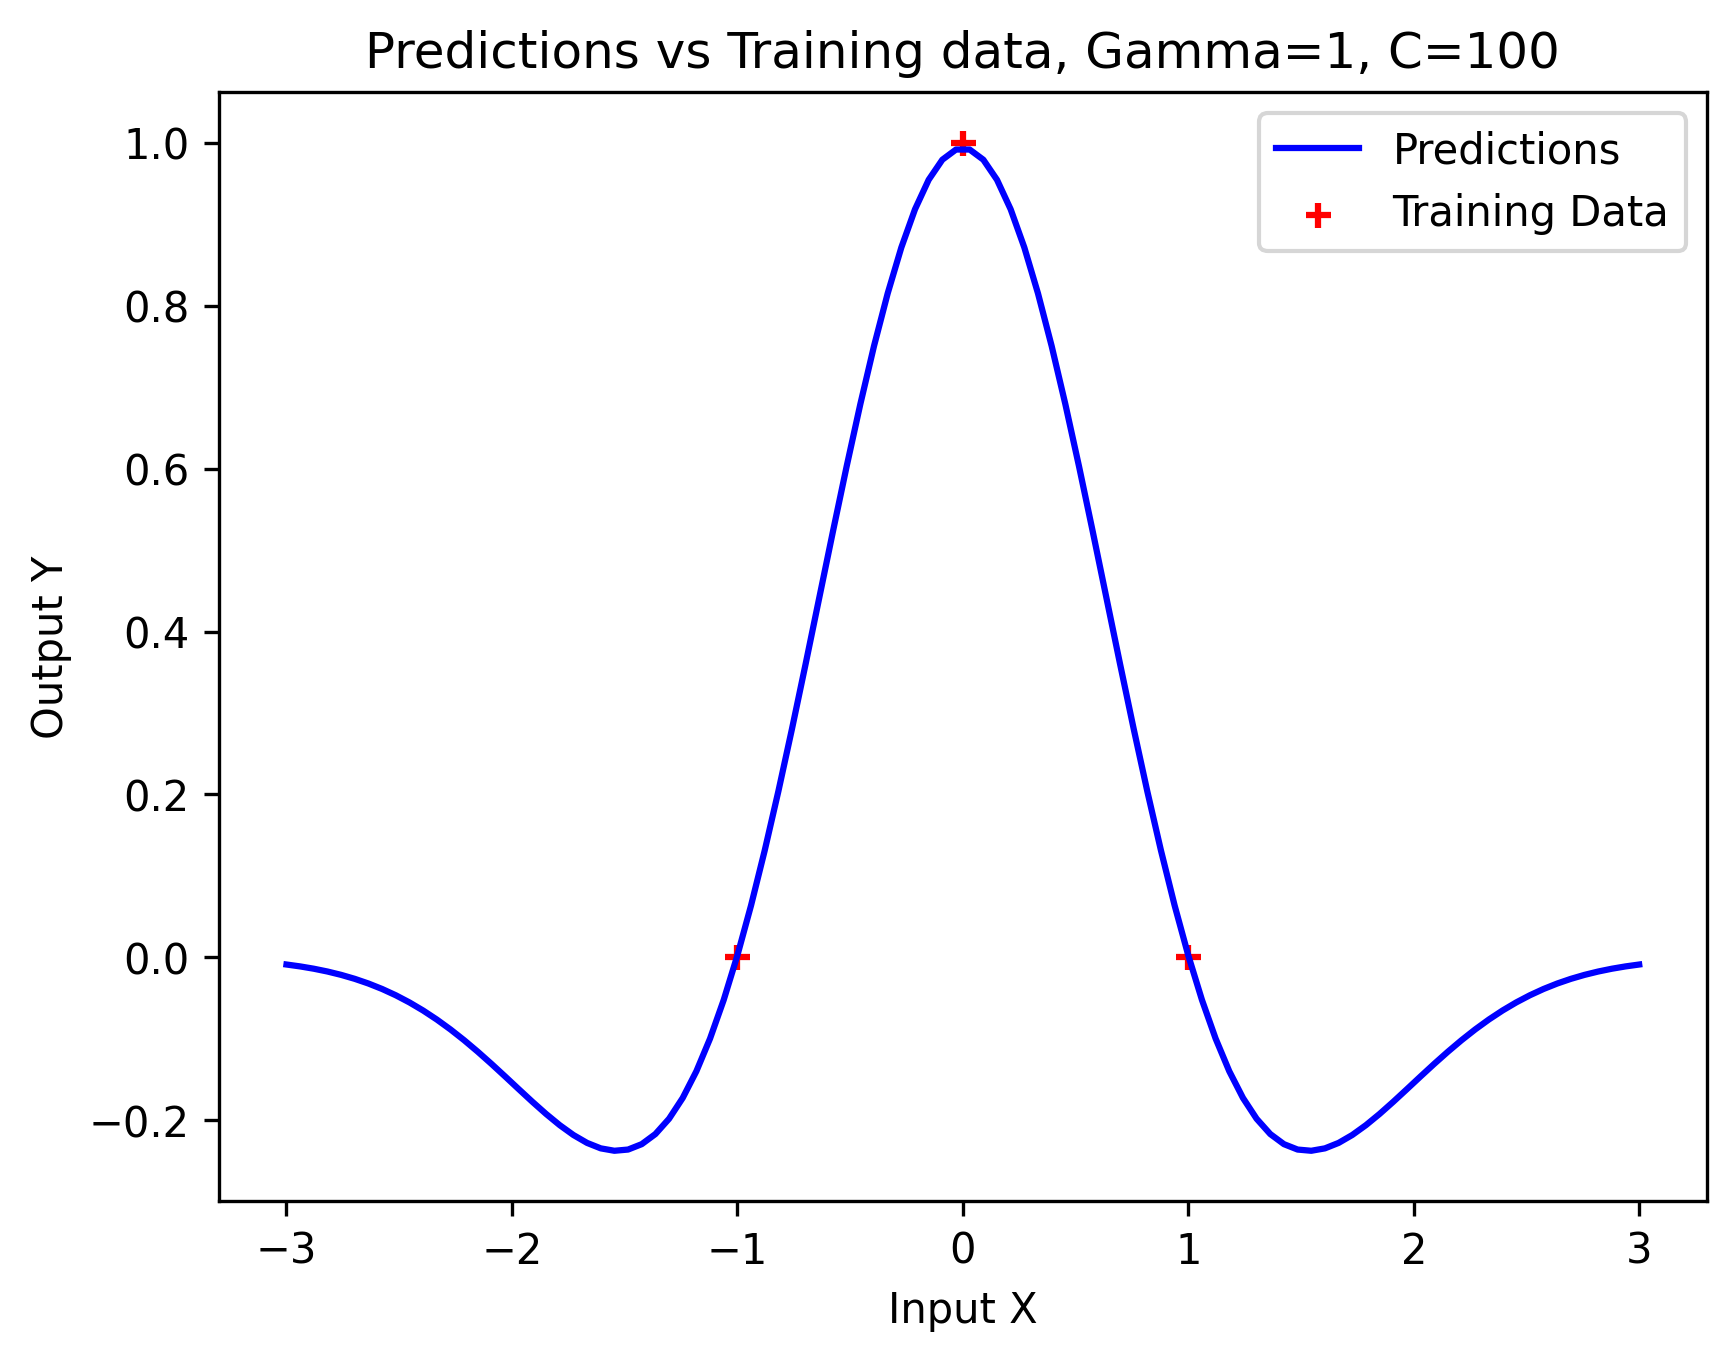 Predictions vs Training data, Gamma=1, C=100
Predictions
Training Data
1.0
0.8
0.6
0.4
0.2
0.0
−0.2
Output Y
−3 −2 −1 0 1 2 3
Input X